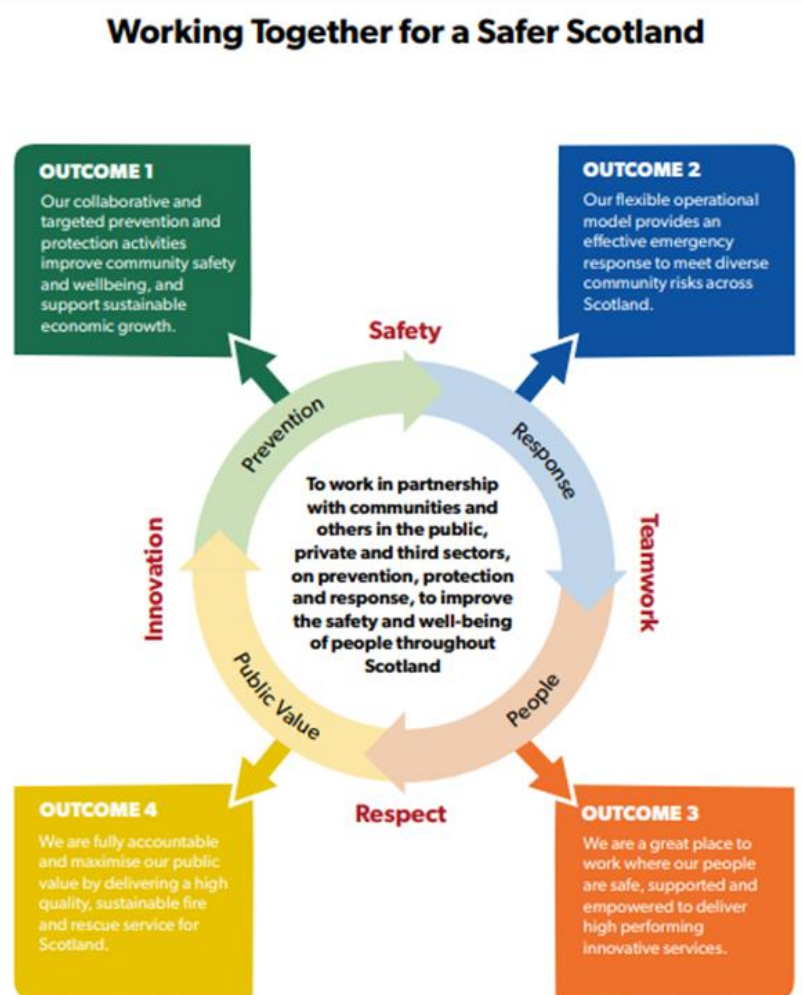 Working Together for a Safer Scotland
OUTCOME 1
Our collaborative and
targeted prevention and
protection activities
improve community safety
and wellbeing, and
support sustainable
economic growth.
OUTCOME 2
Our flexible operational
model provides an
effective emergency
response to meet diverse
community risks across
Scotland.
Safety
Prevention
Response
Innovation
Teamwork
To work in partnership
with communities and
others in the public,
private and third sectors,
on prevention, protection
and response, to improve
the safety and well-being
of people throughout
Scotland
Public Value
People
Respect
OUTCOME 4
We are fully accountable
and maximise our public
value by delivering a high
quality, sustainable fire
and rescue service for
Scotland.
OUTCOME 3
We are a great place to
work where our people
are safe, supported and
empowered to deliver
high performing
innovative services.